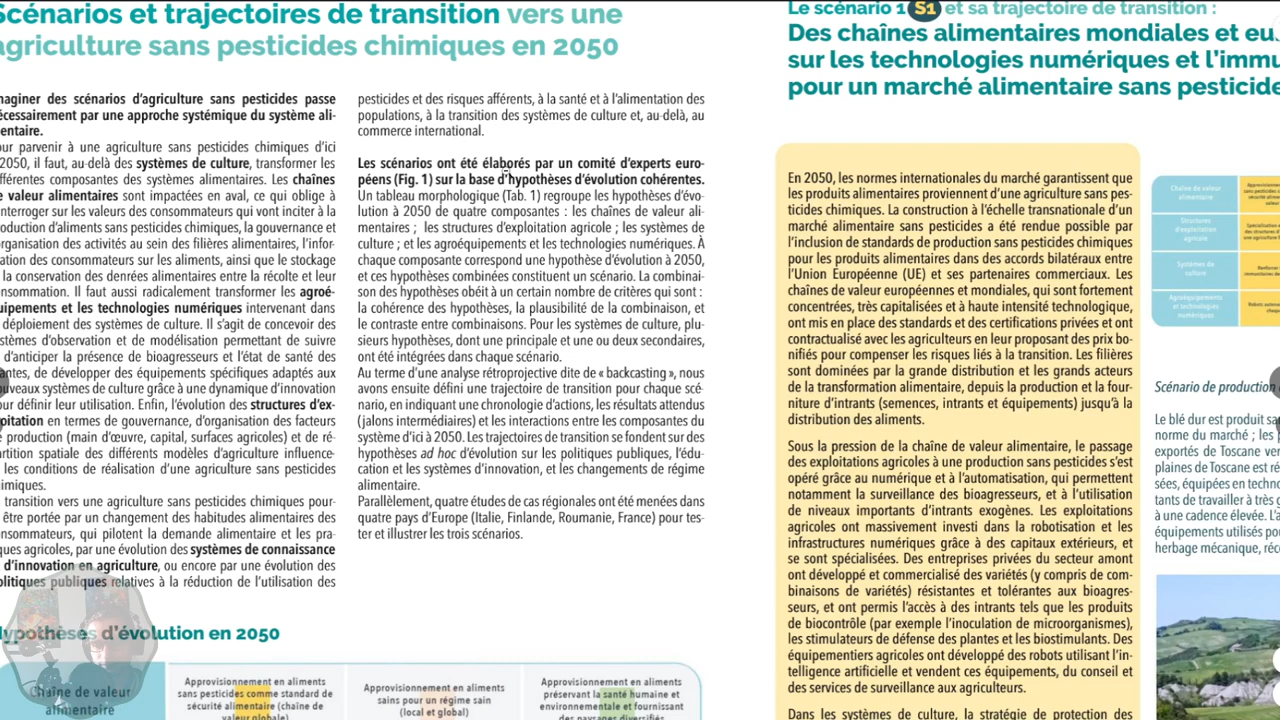 Scénarios et trajectoires de transition vers une
agriculture sans pesticides chimiques en 2050
maginer des scénarios d'agriculture sans pesticides passe
écessairement par une approche systémique du système ali-
entaire.
our parvenir à une agriculture sans pesticides chimiques d'ici
2050, il faut, au-delà des systèmes de culture, transformer les
fférentes composantes des systèmes alimentaires. Les chaînes
e valeur alimentaires sont impactées en aval, ce qui oblige à
interroger sur les valeurs des consommateurs qui vont inciter à la
oduction d'aliments sans pesticides chimiques, la gouvernance et
organisation des activités au sein des filières alimentaires, l'infor-
ation des consommateurs sur les aliments, ainsi que le stockage
la conservation des denrées alimentaires entre la récolte et leur
nsommation. Il faut aussi radicalement transformer les agroé-
uipements et les technologies numériques intervenant dans
déploiement des systèmes de culture. Il s'agit de concevoir des
stèmes d'observation et de modélisation permettant de suivre
d'anticiper la présence de bioagresseurs et l'état de santé des
antes, de développer des équipements spécifiques adaptés aux
ouveaux systèmes de culture grâce à une dynamique d'innovation
our définir leur utilisation. Enfin, l'évolution des structures d'ex-
oitation en termes de gouvernance, d'organisation des facteurs
e production (main d'œuvre, capital, surfaces agricoles) et de ré-
artition spatiale des différents modèles d'agriculture influence-
les conditions de réalisation d'une agriculture sans pesticides
imiques.
transition vers une agriculture sans pesticides chimiques pour-
être portée par un changement des habitudes alimentaires des
nsommateurs, qui pilotent la demande alimentaire et les pra-
ques agricoles, par une évolution des systèmes de connaissance
d'innovation en agriculture, ou encore par une évolution des
olitiques publiques relatives à la réduction de l'utilisation des
pesticides et des risques afférents, à la santé et à l'alimentation des
populations, à la transition des systèmes de culture et, au-delà, au
commerce international.
Les scénarios ont été élaborés par un comité d'experts euro-
péens (Fig. 1) sur la base d'hypothèses d'évolution cohérentes.
Un tableau morphologique (Tab. 1) regroupe les hypothèses d'évo-
lution à 2050 de quatre composantes : les chaînes de valeur ali-
mentaires ; les structures d'exploitation agricole ; les systèmes de
culture ; et les agroéquipements et les technologies numériques. À
chaque composante correspond une hypothèse d'évolution à 2050,
et ces hypothèses combinées constituent un scénario. La combinai-
son des hypothèses obéit à un certain nombre de critères qui sont :
la cohérence des hypothèses, la plausibilité de la combinaison, et
le contraste entre combinaisons. Pour les systèmes de culture, plu-
sieurs hypothèses, dont une principale et une ou deux secondaires,
ont été intégrées dans chaque scénario.
Au terme d'une analyse rétroprojective dite de « backcasting », nous
avons ensuite défini une trajectoire de transition pour chaque scé-
nario, en indiquant une chronologie d'actions, les résultats attendus
(jalons intermédiaires) et les interactions entre les composantes du
système d'ici à 2050. Les trajectoires de transition se fondent sur des
hypothèses ad hoc d'évolution sur les politiques publiques, l'édu-
cation et les systèmes d'innovation, et les changements de régime
alimentaire.
Parallèlement, quatre études de cas régionales ont été menées dans
quatre pays d'Europe (Italie, Finlande, Roumanie, France) pour tes-
ter et illustrer les trois scénarios.
ypothèses d'évolution en 2050
Chaîne de valeur
alimentaire
Approvisionnement en aliments
sans pesticides comme standard de
sécurité alimentaire (chaîne de
valeur globale)
Approvisionnement en aliments
sains pour un régime sain
(local et global)
Approvisionnement en aliments
préservant la santé humaine et
environnementale et fournissant
des paysages diversifiés
Le scénario 1 S1 et sa trajectoire de transition :
Des chaînes alimentaires mondiales et eu
sur les technologies numériques et l'immu
pour un marché alimentaire sans pesticide
En 2050, les normes internationales du marché garantissent que
les produits alimentaires proviennent d'une agriculture sans pes-
ticides chimiques. La construction à l'échelle transnationale d'un
marché alimentaire sans pesticides a été rendue possible par
l'inclusion de standards de production sans pesticides chimiques
pour les produits alimentaires dans des accords bilatéraux entre
l'Union Européenne (UE) et ses partenaires commerciaux. Les
chaînes de valeur européennes et mondiales, qui sont fortement
concentrées, très capitalisées et à haute intensité technologique,
ont mis en place des standards et des certifications privées et ont
contractualisé avec les agriculteurs en leur proposant des prix bo-
nifiés pour compenser les risques liés à la transition. Les filières
sont dominées par la grande distribution et les grands acteurs
de la transformation alimentaire, depuis la production et la four-
niture d'intrants (semences, intrants et équipements) jusqu'à la
distribution des aliments.
Sous la pression de la chaîne de valeur alimentaire, le passage
des exploitations agricoles à une production sans pesticides s'est
opéré grâce au numérique et à l'automatisation, qui permettent
notamment la surveillance des bioagresseurs, et à l'utilisation
de niveaux importants d'intrants exogènes. Les exploitations
agricoles ont massivement investi dans la robotisation et les
infrastructures numériques grâce à des capitaux extérieurs, et
se sont spécialisées. Des entreprises privées du secteur amont
ont développé et commercialisé des variétés (y compris de com-
binaisons de variétés) résistantes et tolérantes aux bioagres-
seurs, et ont permis l'accès à des intrants tels que les produits
de biocontrôle (par exemple l'inoculation de microorganismes),
les stimulateurs de défense des plantes et les biostimulants. Des
équipementiers agricoles ont développé des robots utilisant l'in-
telligence artificielle et vendent ces équipements, du conseil et
des services de surveillance aux agriculteurs.
Dans les systèmes de culture, la stratégie de protection des
Chaîne de valeur
alimentaire
Structures
d'exploitation
agricole
Systèmes de
culture
Agroéquipements
et technologies
numériques
Scénario de production
Le blé dur est produit sa
norme du marché ; les p
exportés de Toscane ver
plaines de Toscane est ré
sées, équipées en techno
tants de travailler à très
à une cadence élevée. L'a
équipements utilisés pou
herbage mécanique, réc